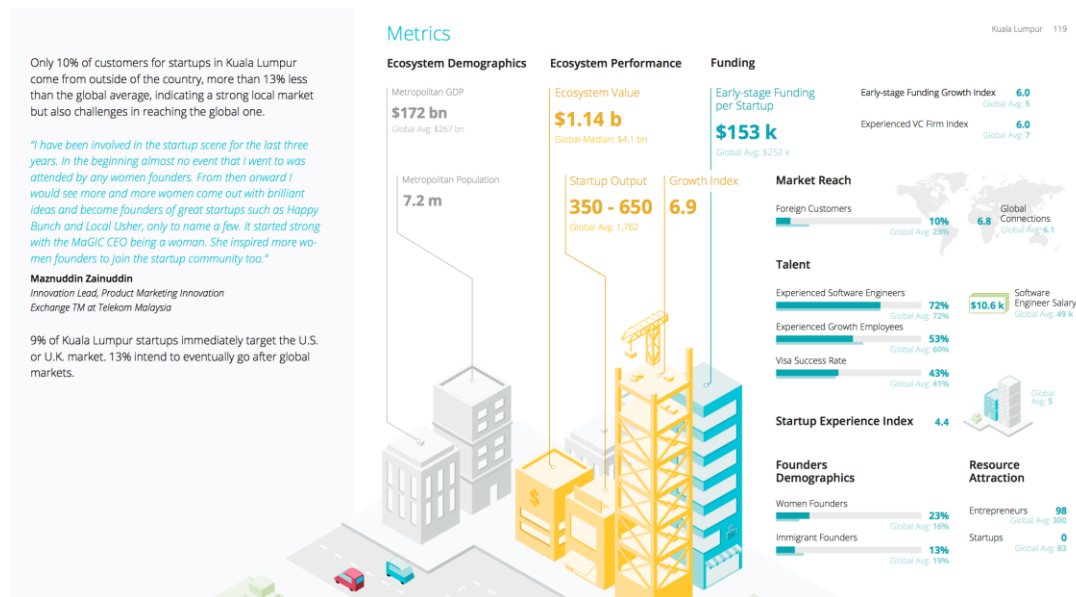 Kuala Lumpur 119
Only 10% of customers for startups in Kuala Lumpur
come from outside of the country, more than 13% less
than the global average, indicating a strong local market
but also challenges in reaching the global one.
“I have been involved in the startup scene for the last three
years. In the beginning almost no event that I went to was
attended by any women founders. From then onward I
would see more and more women come out with brilliant
ideas and become founders of great startups such as Happy
Bunch and Local Usher, only to name a few. It started strong
with the MaGIC CEO being a woman. She inspired more wo-
men founders to join the startup community too.”
Maznuddin Zainuddin
Innovation Lead, Product Marketing Innovation
Exchange TM at Telekom Malaysia
9% of Kuala Lumpur startups immediately target the U.S.
or U.K. market. 13% intend to eventually go after global
markets.
Metrics
Ecosystem Demographics
Metropolitan GDP
$172 bn
Global Avg: $267 bn
Metropolitan Population
7.2 m
Ecosystem Performance
Ecosystem Value
$1.14 b
Global Median: $4.1 bn
Startup Output
350 - 650
Global Avg: 1,762
Growth Index
6.9
$
Funding
Early-stage Funding
per Startup
$153 k
Global Avg: $252 k
Early-stage Funding Growth Index 6.0
Global Avg: 5
Experienced VC Firm Index 6.0
Global Avg: 7
Market Reach
Foreign Customers
10%
Global Avg: 23%
6.8 Global
Connections
Global Avg: 6.1
Talent
Experienced Software Engineers
72%
Global Avg: 72%
$10.6 k
Software
Engineer Salary
Global Avg: 49 k
Experienced Growth Employees
53%
Global Avg: 60%
Visa Success Rate
43%
Global Avg: 41%
Startup Experience Index 4.4
Global
Avg: 5
Founders
Demographics
Women Founders
23%
Global Avg: 16%
Immigrant Founders
13%
Global Avg: 19%
Resource
Attraction
Entrepreneurs 98
Global Avg: 300
Startups 0
Global Avg: 83